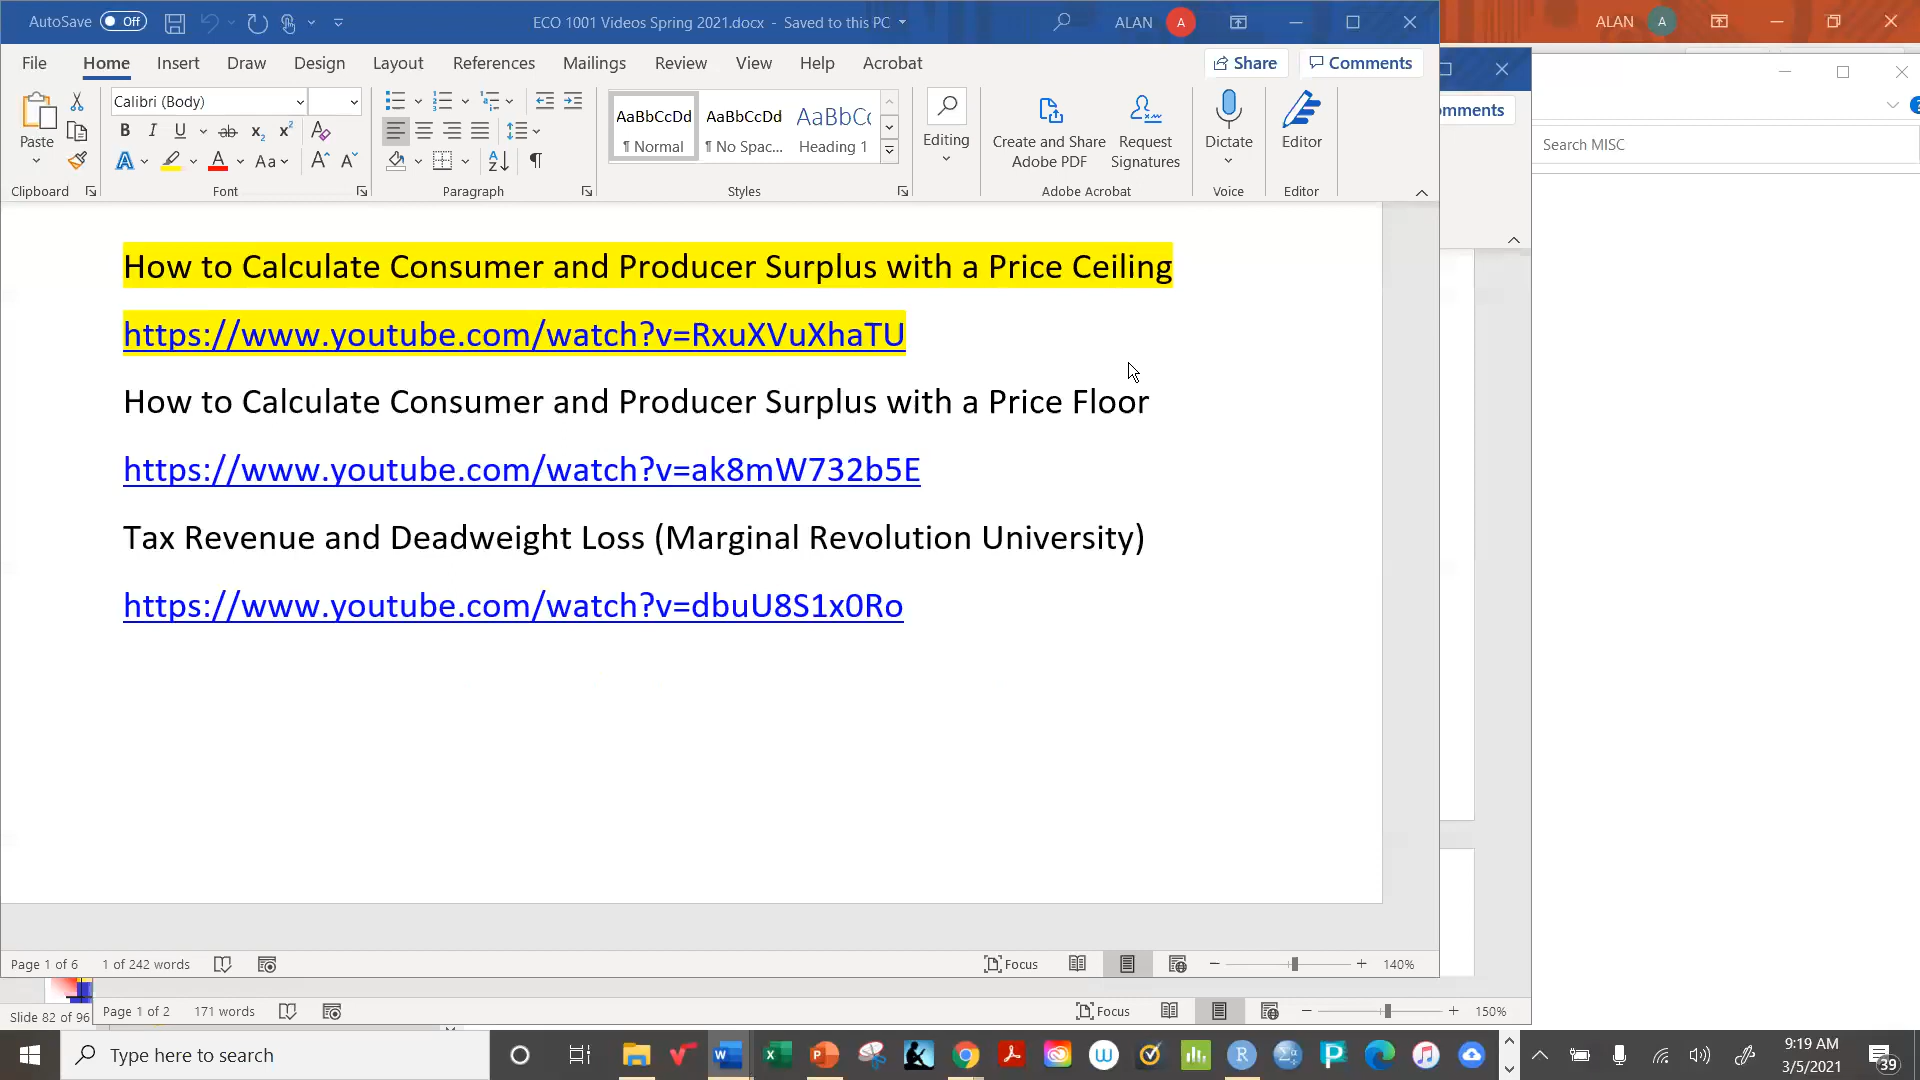 AutoSave Off ECO 1001 Videos Spring 2021.docx - Saved to this PC ALAN A ALAN A
File Home Insert Draw Design Layout References Mailings Review View Help Acrobat Share Comments
omments
Calibri (Body) AaBbCcDd AaBbCcDd AaBbCc
Paste B I U ab x₂ x² ¶ Normal ¶ No Spac... Heading 1 Editing Create and Share Adobe PDF Request Signatures Dictate Editor
Search MISC
A A Aa A A
Clipboard Font Paragraph Styles Adobe Acrobat Voice Editor
How to Calculate Consumer and Producer Surplus with a Price Ceiling
https://www.youtube.com/watch?v=RxuXVuXhaTU
How to Calculate Consumer and Producer Surplus with a Price Floor
https://www.youtube.com/watch?v=ak8mW732b5E
Tax Revenue and Deadweight Loss (Marginal Revolution University)
https://www.youtube.com/watch?v=dbuU8S1x0Ro
Page 1 of 6 1 of 242 words Focus 140%
Slide 82 of 96 Page 1 of 2 171 words Focus 150%
Type here to search 9:19 AM
3/5/2021 39